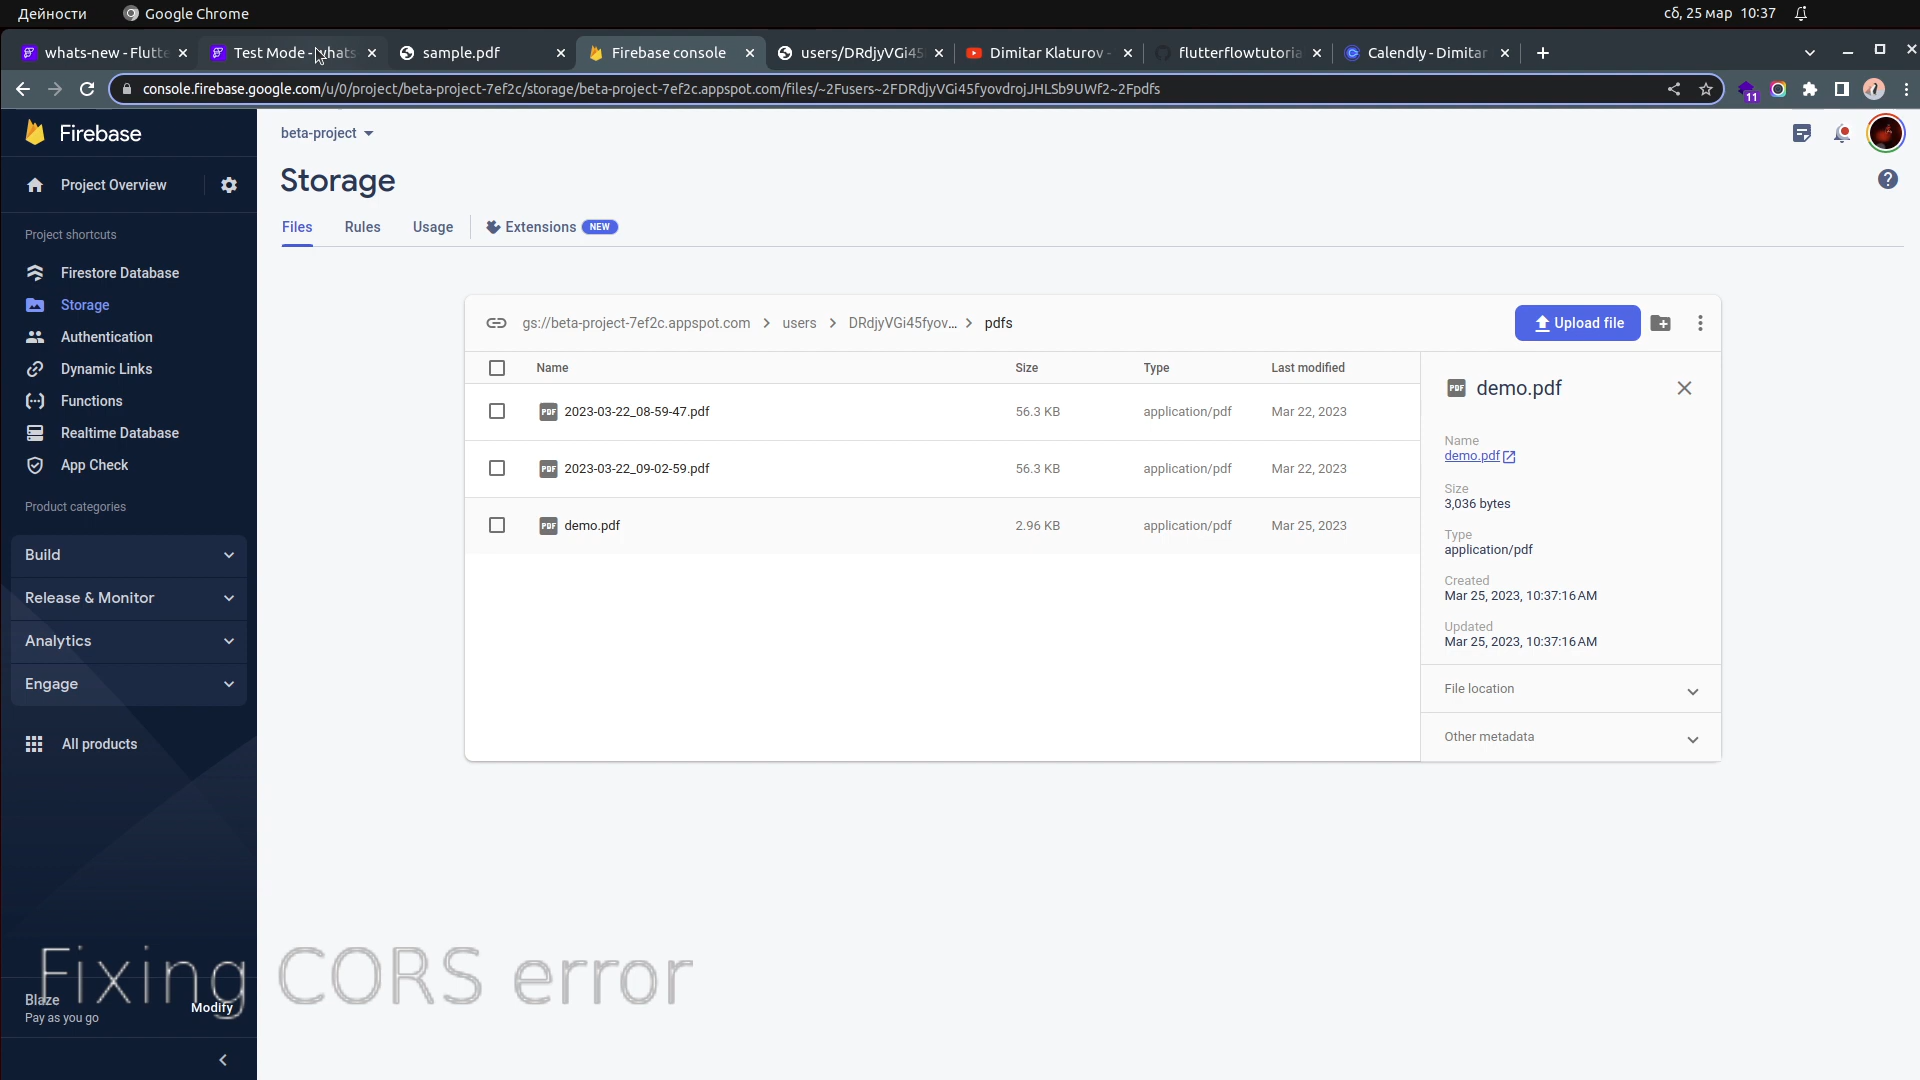 Дейности
Google Chrome
сб, 25 мар 10:37
whats-new - Flutte
Test Mode - whats
sample.pdf
Firebase console
users/DRdjyVGi45
Dimitar Klaturov -
flutterflowtutoria
Calendly - Dimitar
console.firebase.google.com/u/0/project/beta-project-7ef2c/storage/beta-project-7ef2c.appspot.com/files/~2Fusers~2FDRdjyVGi45fyovdrojJHLSb9UWf2~2Fpdfs
11
Firebase
beta-project
Project Overview
Storage
Files
Rules
Usage
Extensions
NEW
Project shortcuts
Firestore Database
Storage
Authentication
Dynamic Links
Functions
Realtime Database
App Check
Product categories
Build
Release & Monitor
Analytics
Engage
All products
gs://beta-project-7ef2c.appspot.com > users > DRdjyVGi45fyov... > pdfs
Upload file
Name Size Type Last modified
PDF 2023-03-22_08-59-47.pdf 56.3 KB application/pdf Mar 22, 2023
PDF 2023-03-22_09-02-59.pdf 56.3 KB application/pdf Mar 22, 2023
PDF demo.pdf 2.96 KB application/pdf Mar 25, 2023
PDF demo.pdf
Name
demo.pdf
Size
3,036 bytes
Type
application/pdf
Created
Mar 25, 2023, 10:37:16 AM
Updated
Mar 25, 2023, 10:37:16 AM
File location
Other metadata
Fixing CORS error
Blaze
Pay as you go
Modify